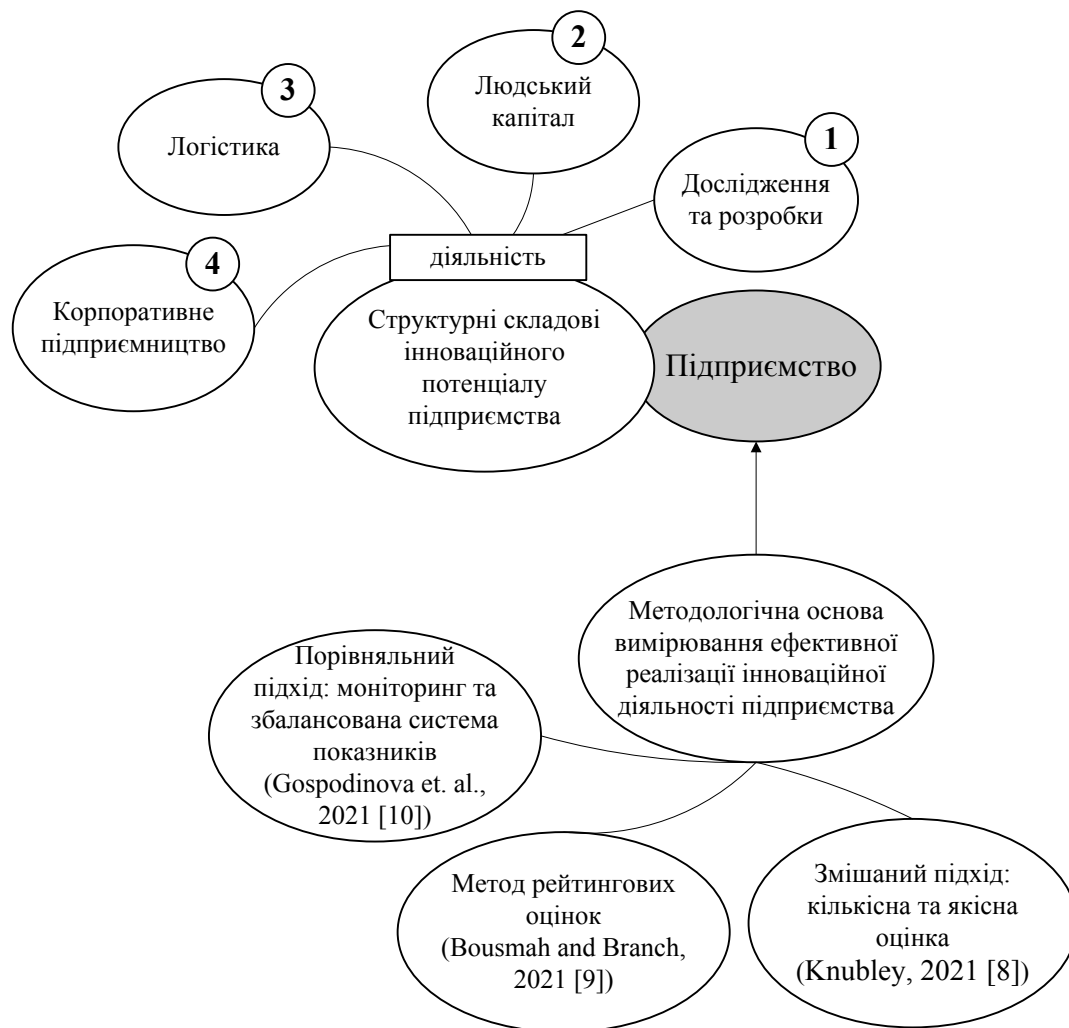 2
Людський
капітал
3
Логістика
1
Дослідження
та розробки
4
Корпоративне
підприємництво
діяльність
Структурні складові
інноваційного
потенціалу
підприємства
Підприємство
Методологічна основа
вимірювання ефективної
реалізації інноваційної
діяльності підприємства
Порівняльний
підхід: моніторинг та
збалансована система
показників
(Gospodinova et. al.,
2021 [10])
Метод рейтингових
оцінок
(Bousmah and Branch,
2021 [9])
Змішаний підхід:
кількісна та якісна
оцінка
(Knubley, 2021 [8])